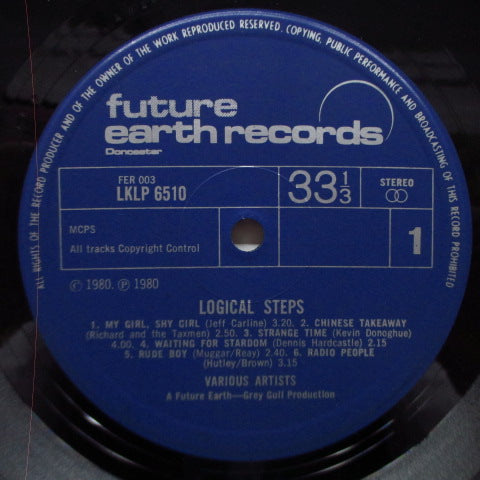 ALL RIGHTS OF THE RECORD PRODUCER AND OF THE OWNER OF THE WORK REPRODUCED RESERVED. COPYING, PUBLIC PERFORMANCE AND BROADCASTING OF THIS RECORD PROHIBITED
future
earth records
Doncaster
FER 003
LKLP 6510
33 1/3
STEREO
MCPS
All tracks Copyright Control
1
© 1980. ℗ 1980
LOGICAL STEPS
1. MY GIRL, SHY GIRL (Jeff Carline) 3.20. 2. CHINESE TAKEAWAY
(Richard and the Taxmen) 2.50. 3. STRANGE TIME (Kevin Donoghue)
4.00. 4. WAITING FOR STARDOM (Dennis Hardcastle) 2.15
5. RUDE BOY (Muggar/Reay) 2.40. 6. RADIO PEOPLE
(Hutley/Brown) 3.15
VARIOUS ARTISTS
A Future Earth—Grey Gull Production